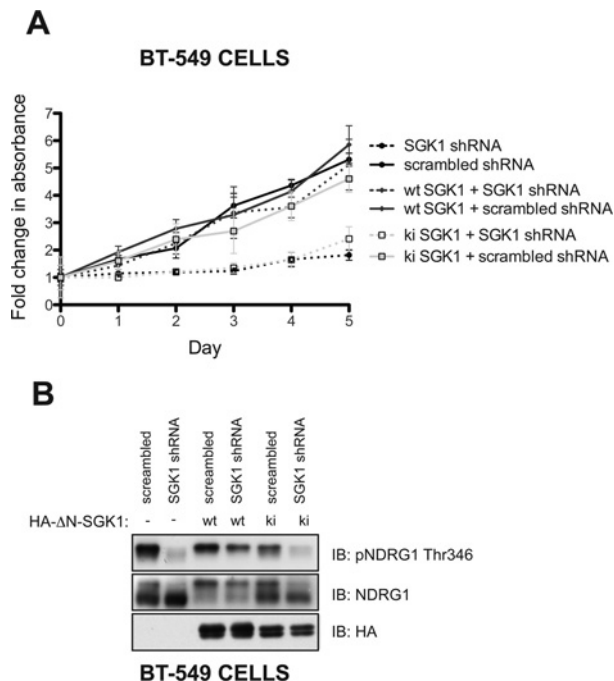 A
BT-549 CELLS
Fold change in absorbance
7
6
5
4
3
2
1
0
0 1 2 3 4 5
Day
SGK1 shRNA
scrambled shRNA
wt SGK1 + SGK1 shRNA
wt SGK1 + scrambled shRNA
ki SGK1 + SGK1 shRNA
ki SGK1 + scrambled shRNA
B
screambled
SGK1 shRNA
scrambled
SGK1 shRNA
scrambled
SGK1 shRNA
HA-ΔN-SGK1: - - wt wt ki ki
IB: pNDRG1 Thr346
IB: NDRG1
IB: HA
BT-549 CELLS